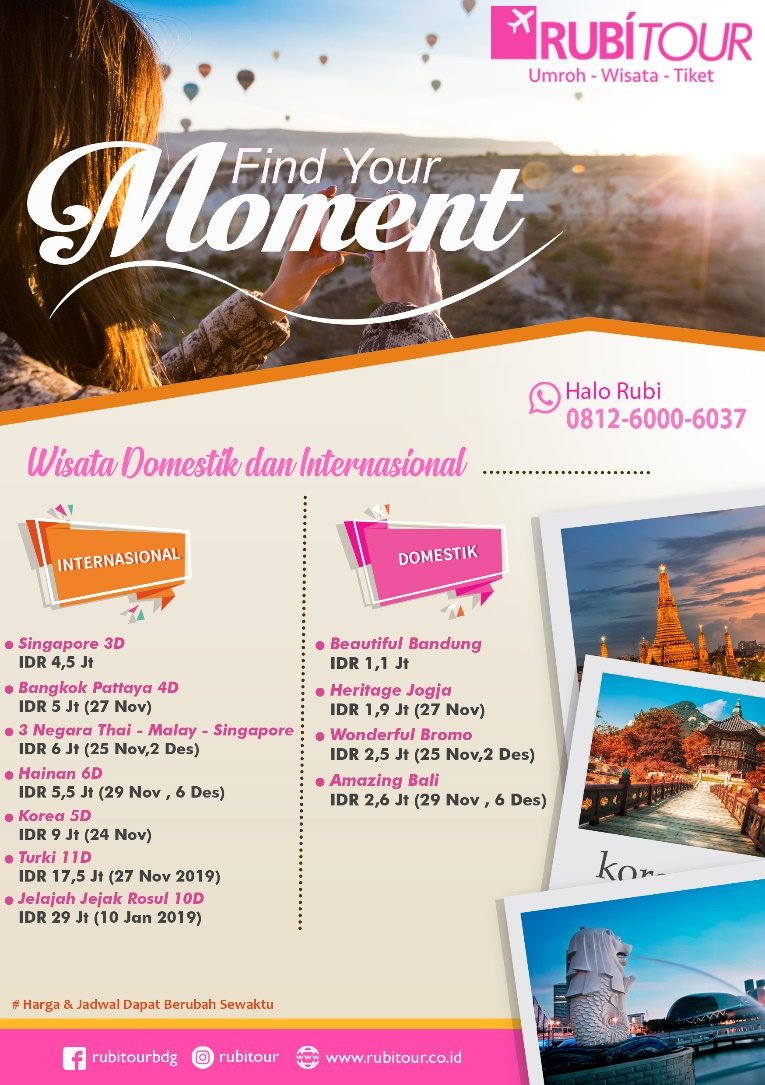 RUBÍTOUR
Umroh - Wisata - Tiket
Find Your
Moment
Halo Rubi
0812-6000-6037
Wisata Domestik dan Internasional
INTERNASIONAL
Singapore 3D
IDR 4,5 Jt
Bangkok Pattaya 4D
IDR 5 Jt (27 Nov)
3 Negara Thai - Malay - Singapore
IDR 6 Jt (25 Nov,2 Des)
Hainan 6D
IDR 5,5 Jt (29 Nov , 6 Des)
Korea 5D
IDR 9 Jt (24 Nov)
Turki 11D
IDR 17,5 Jt (27 Nov 2019)
Jelajah Jejak Rosul 10D
IDR 29 Jt (10 Jan 2019)
DOMESTIK
Beautiful Bandung
IDR 1,1 Jt
Heritage Jogja
IDR 1,9 Jt (27 Nov)
Wonderful Bromo
IDR 2,5 Jt (25 Nov,2 Des)
Amazing Bali
IDR 2,6 Jt (29 Nov , 6 Des)
# Harga & Jadwal Dapat Berubah Sewaktu
rubitourbdg
rubitour
www.rubitour.co.id